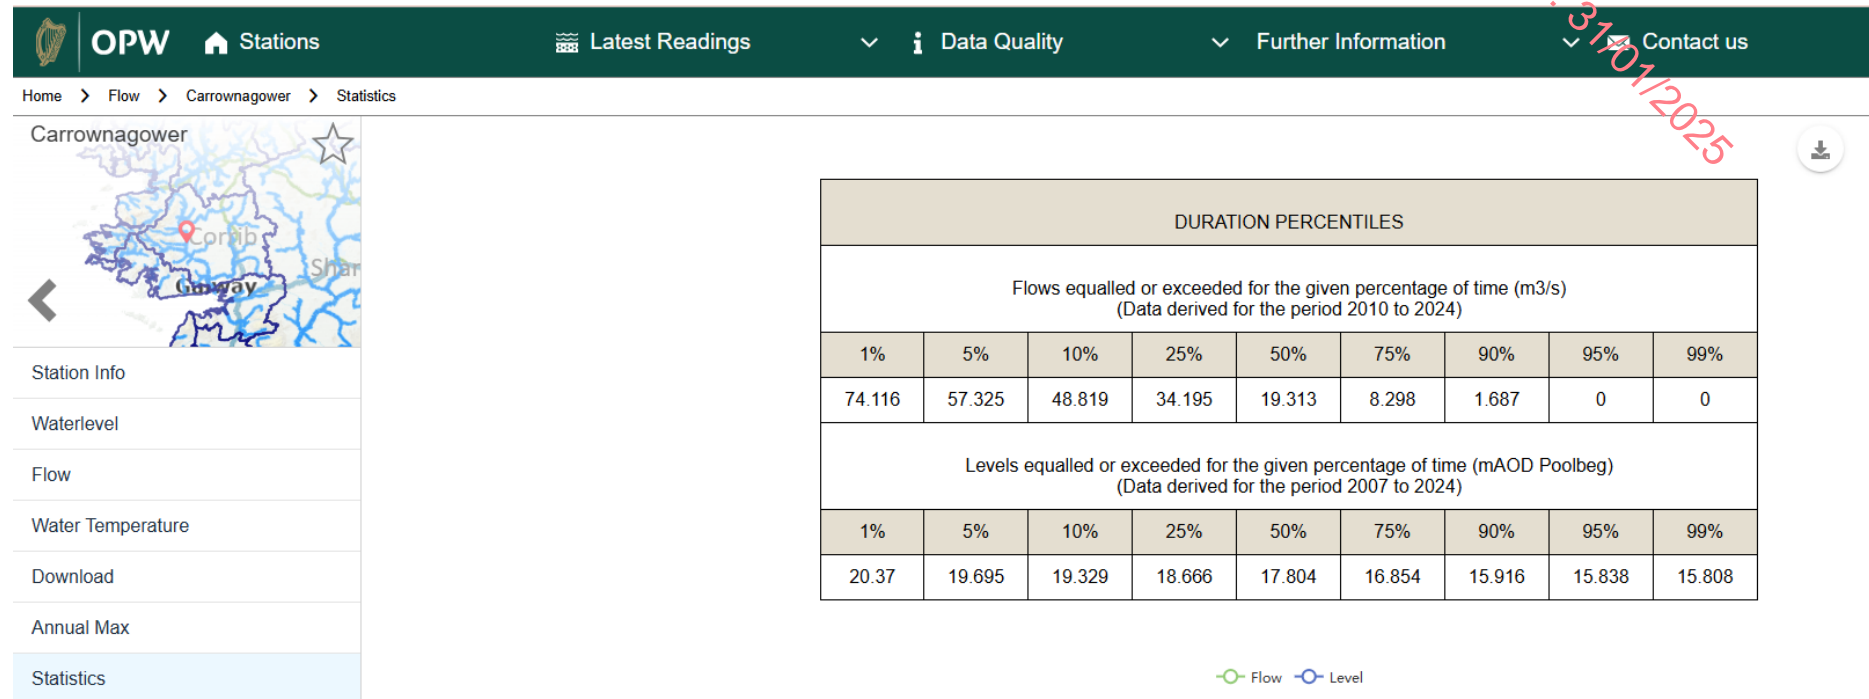 OPW Stations Latest Readings Data Quality Further Information Contact us
31/01/2025
Home Flow Carrownagower Statistics
Carrownagower
Corrib
Galway
DURATION PERCENTILES
Flows equalled or exceeded for the given percentage of time (m3/s)
(Data derived for the period 2010 to 2024)
1% 5% 10% 25% 50% 75% 90% 95% 99%
74.116 57.325 48.819 34.195 19.313 8.298 1.687 0 0
Levels equalled or exceeded for the given percentage of time (mAOD Poolbeg)
(Data derived for the period 2007 to 2024)
1% 5% 10% 25% 50% 75% 90% 95% 99%
20.37 19.695 19.329 18.666 17.804 16.854 15.916 15.838 15.808
Flow Level
Station Info
Waterlevel
Flow
Water Temperature
Download
Annual Max
Statistics